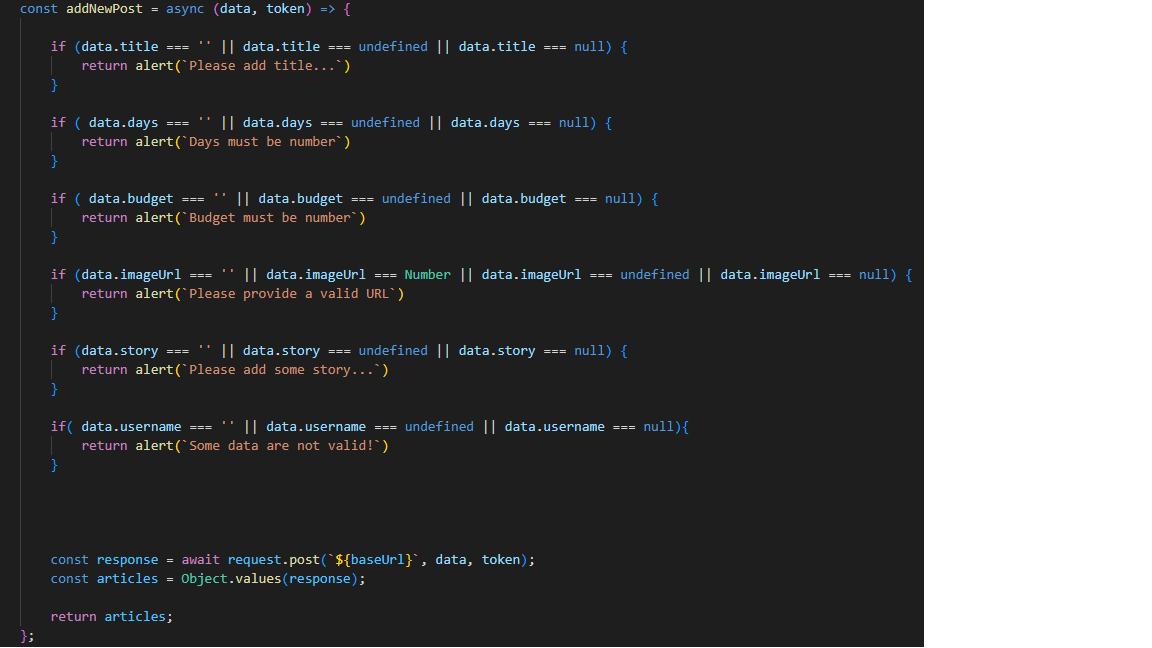 const addNewPost = async (data, token) => {
if (data.title === '' || data.title === undefined || data.title === null) {
return alert(`Please add title...`)
}
if ( data.days === '' || data.days === undefined || data.days === null) {
return alert(`Days must be number`)
}
if ( data.budget === '' || data.budget === undefined || data.budget === null) {
return alert(`Budget must be number`)
}
if (data.imageUrl === '' || data.imageUrl === Number || data.imageUrl === undefined || data.imageUrl === null) {
return alert(`Please provide a valid URL`)
}
if (data.story === '' || data.story === undefined || data.story === null) {
return alert(`Please add some story...`)
}
if( data.username === '' || data.username === undefined || data.username === null){
return alert(`Some data are not valid!`)
}
const response = await request.post(`${baseUrl}`, data, token);
const articles = Object.values(response);
return articles;
};